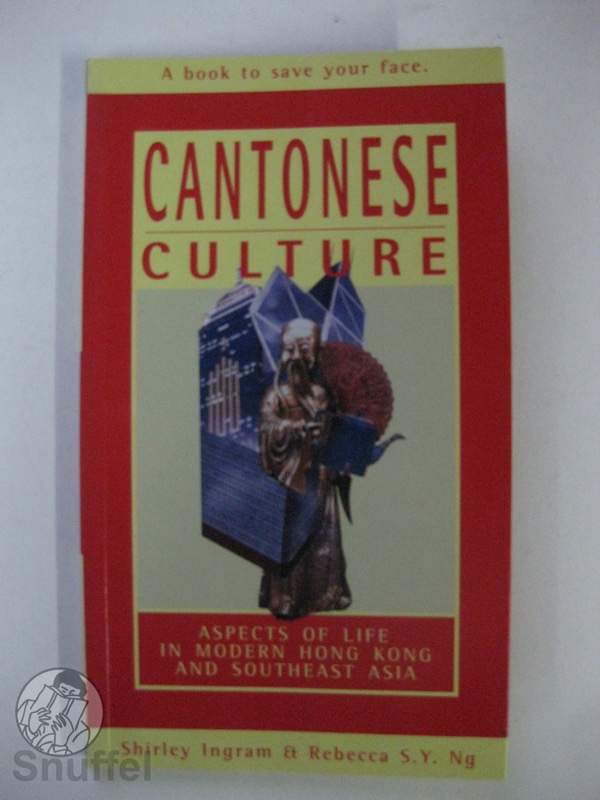 A book to save your face.
CANTONESE
CULTURE
ASPECTS OF LIFE
IN MODERN HONG KONG
AND SOUTHEAST ASIA
Shirley Ingram & Rebecca S.Y. Ng
Snuffel